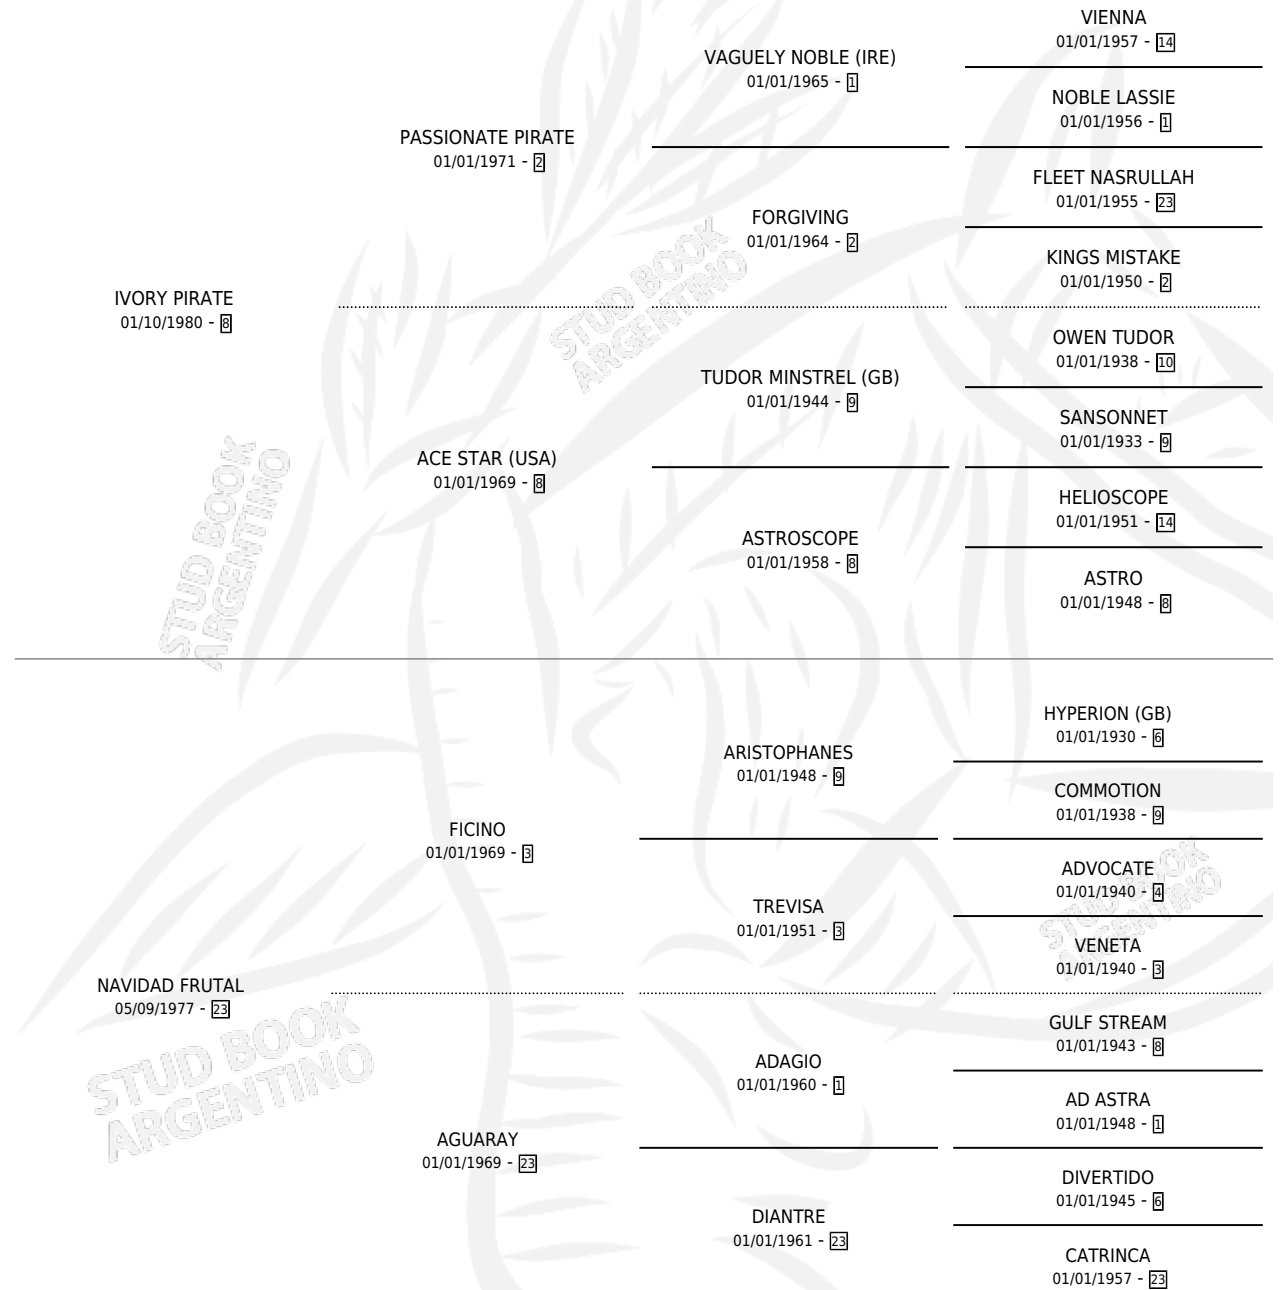 VIENNA
01/01/1957 - 14
VAGUELY NOBLE (IRE)
01/01/1965 - 1
NOBLE LASSIE
01/01/1956 - 1
PASSIONATE PIRATE
01/01/1971 - 2
FLEET NASRULLAH
01/01/1955 - 23
FORGIVING
01/01/1964 - 2
KINGS MISTAKE
01/01/1950 - 2
IVORY PIRATE
01/10/1980 - 8
STUD BOOK
ARGENTINO
OWEN TUDOR
01/01/1938 - 10
TUDOR MINSTREL (GB)
01/01/1944 - 9
SANSONNET
01/01/1933 - 9
ACE STAR (USA)
01/01/1969 - 8
HELIOSCOPE
01/01/1951 - 14
ASTROSCOPE
01/01/1958 - 8
ASTRO
01/01/1948 - 8
STUD BOOK
ARGENTINO
HYPERION (GB)
01/01/1930 - 6
ARISTOPHANES
01/01/1948 - 9
COMMOTION
01/01/1938 - 9
FICINO
01/01/1969 - 3
ADVOCATE
01/01/1940 - 4
TREVISA
01/01/1951 - 3
VENETA
01/01/1940 - 3
STUD BOOK
ARGENTINO
NAVIDAD FRUTAL
05/09/1977 - 23
GULF STREAM
01/01/1943 - 8
ADAGIO
01/01/1960 - 1
AD ASTRA
01/01/1948 - 1
STUD BOOK
ARGENTINO
AGUARAY
01/01/1969 - 23
DIVERTIDO
01/01/1945 - 6
DIANTRE
01/01/1961 - 23
CATRINCA
01/01/1957 - 23